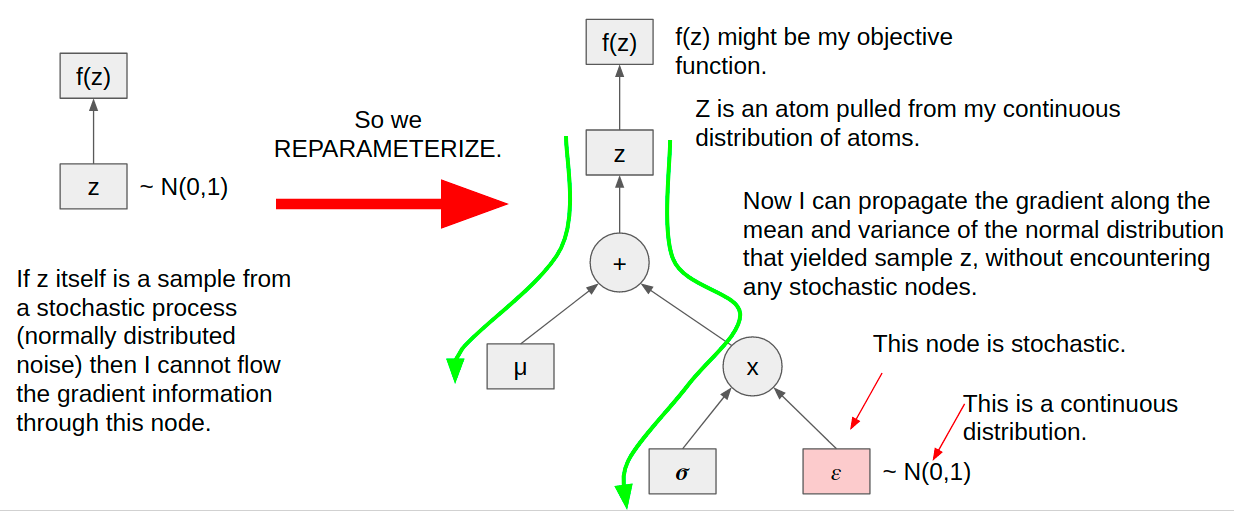 f(z)
z
~ N(0,1)
If z itself is a sample from
a stochastic process
(normally distributed
noise) then I cannot flow
the gradient information
through this node.
So we
REPARAMETERIZE.
f(z)
f(z) might be my objective
function.
z
Z is an atom pulled from my continuous
distribution of atoms.
Now I can propagate the gradient along the
mean and variance of the normal distribution
that yielded sample z, without encountering
any stochastic nodes.
+
μ
x
This node is stochastic.
This is a continuous
distribution.
σ
ε
~ N(0,1)